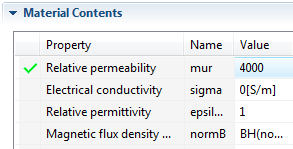 Material Contents
Property Name Value
Relative permeability mur 4000
Electrical conductivity sigma 0[S/m]
Relative permittivity epsil... 1
Magnetic flux density ... normB BH(no...